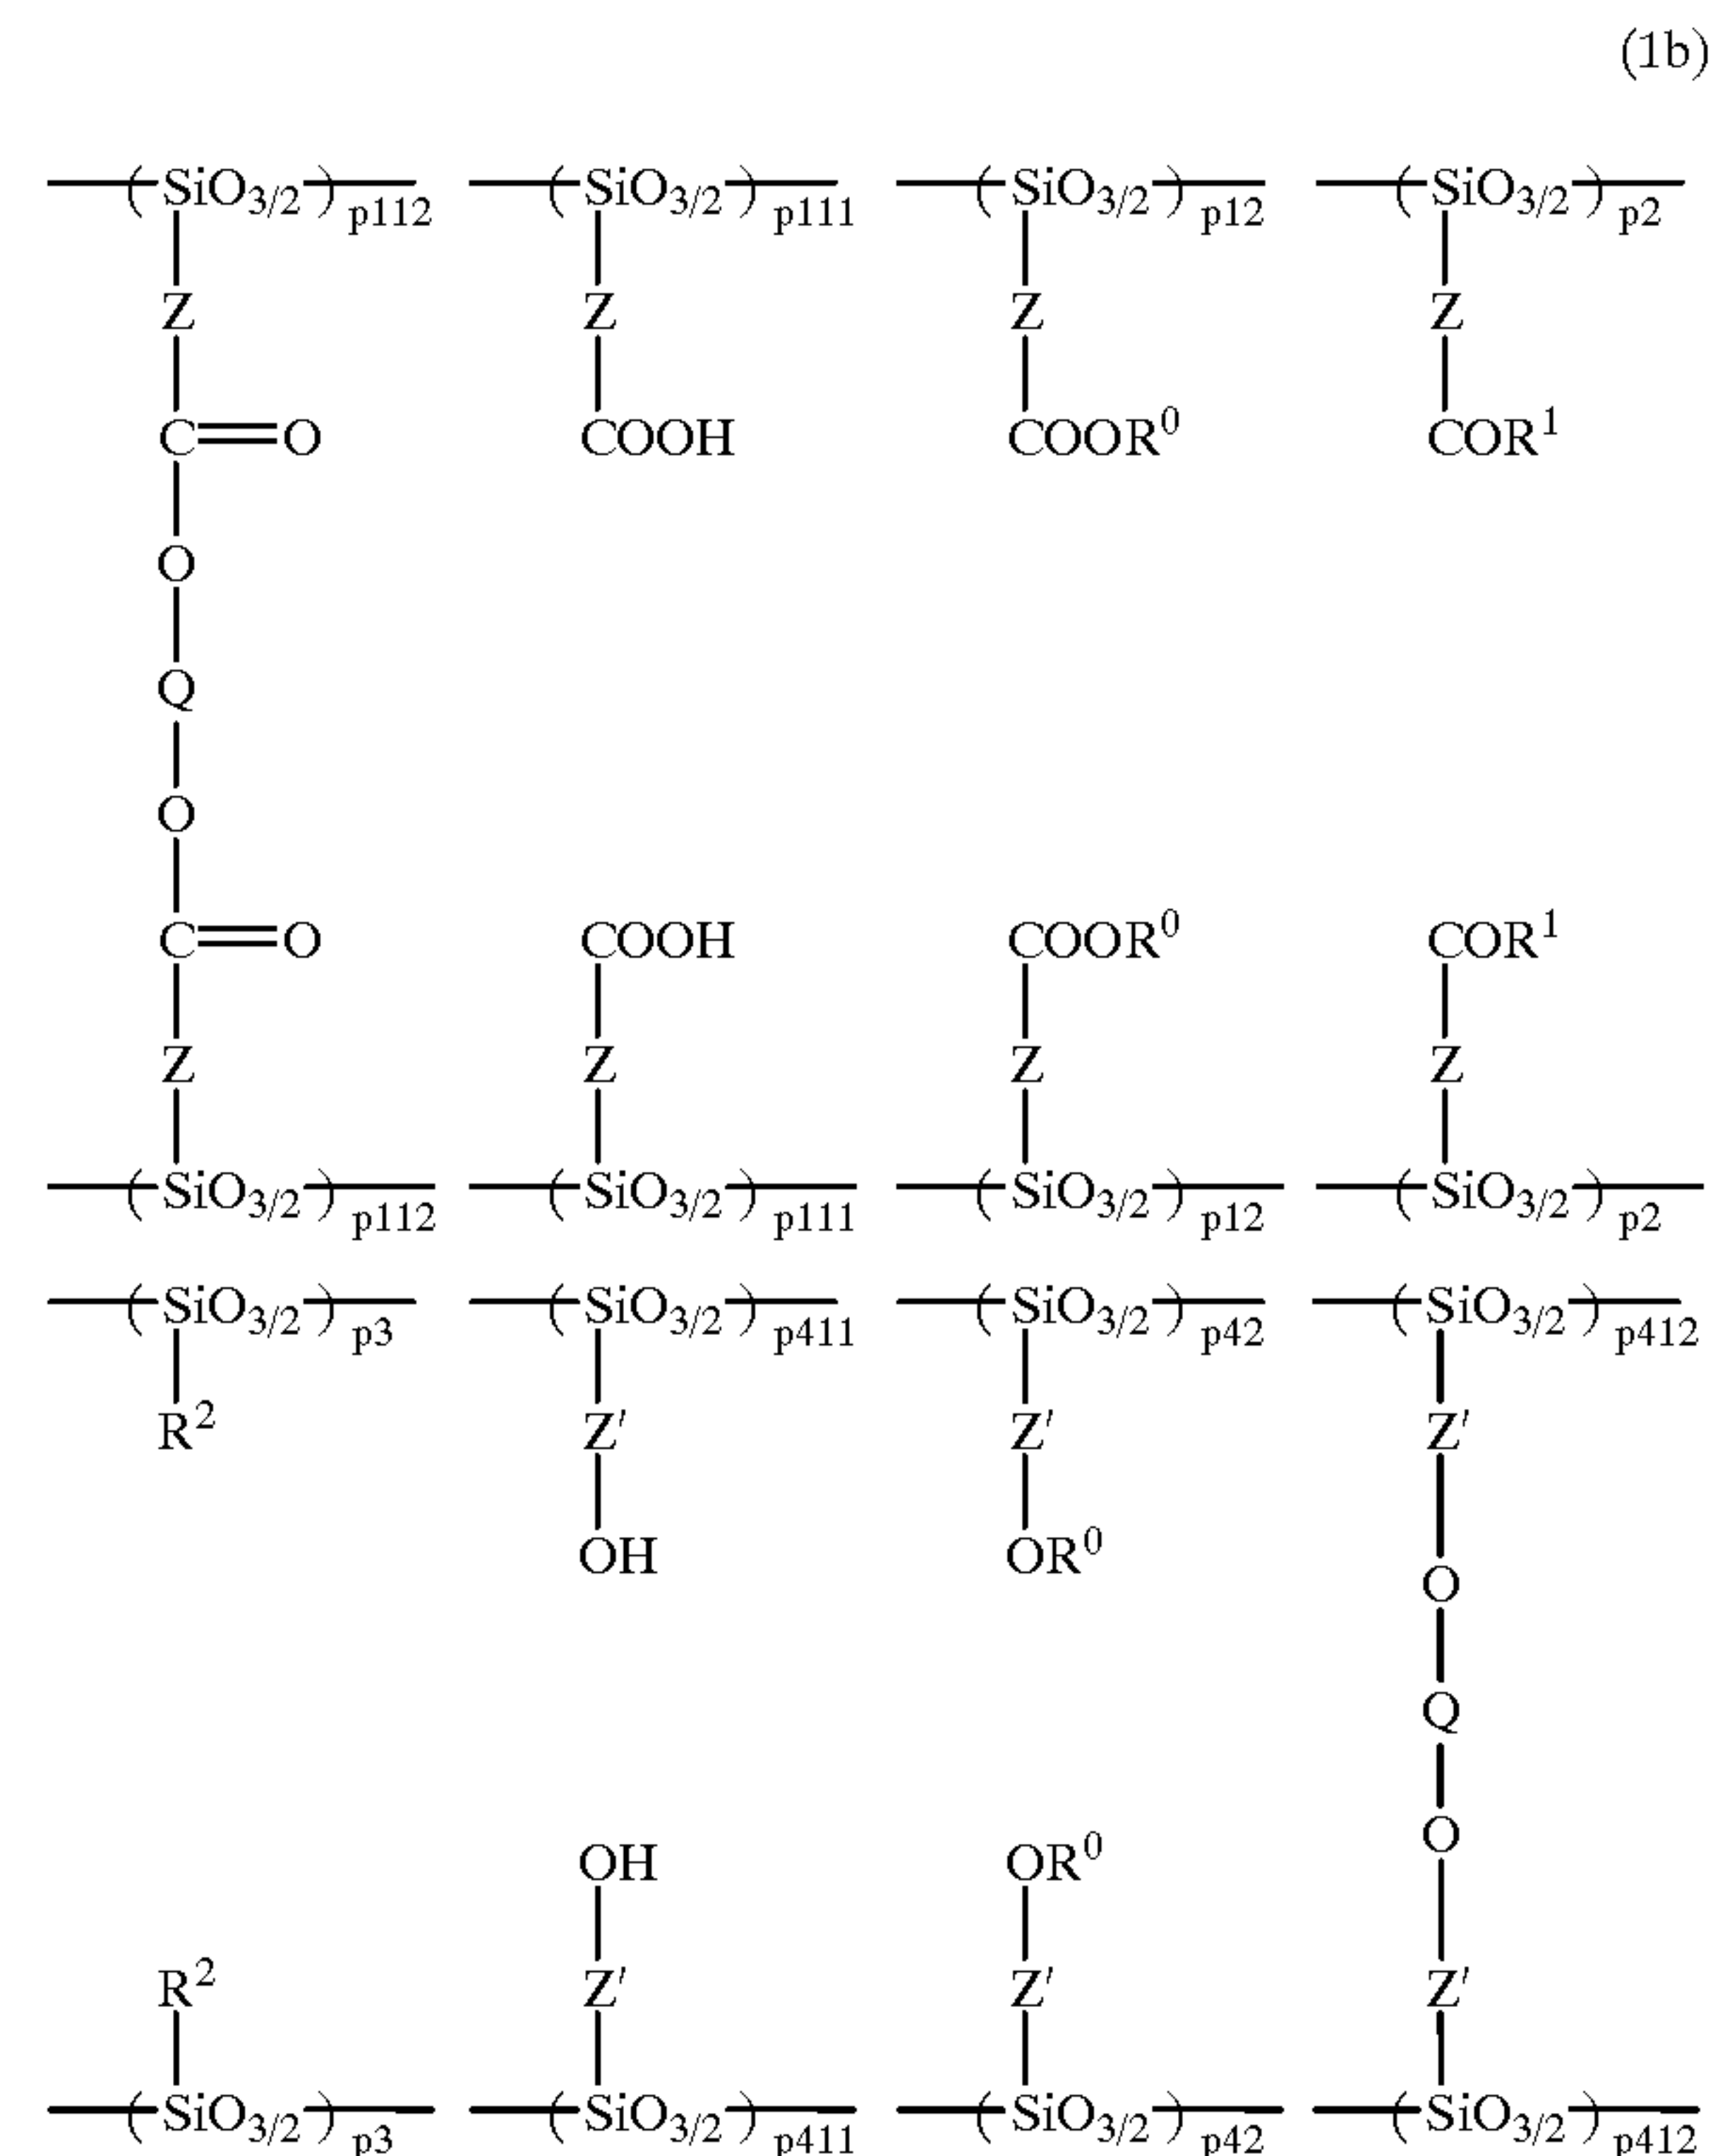 (1b)
(SiO3/2)p112 (SiO3/2)p111 (SiO3/2)p12 (SiO3/2)p2
Z Z Z Z
C=O COOH COOR0 COR1
O
Q
O
C=O COOH COOR0 COR1
Z Z Z Z
(SiO3/2)p112 (SiO3/2)p111 (SiO3/2)p12 (SiO3/2)p2
(SiO3/2)p3 (SiO3/2)p411 (SiO3/2)p42 (SiO3/2)p412
R2 Z' Z' Z'
OH OR0 O
Q
OH OR0 O
R2 Z' Z' Z'
(SiO3/2)p3 (SiO3/2)p411 (SiO3/2)p42 (SiO3/2)p412